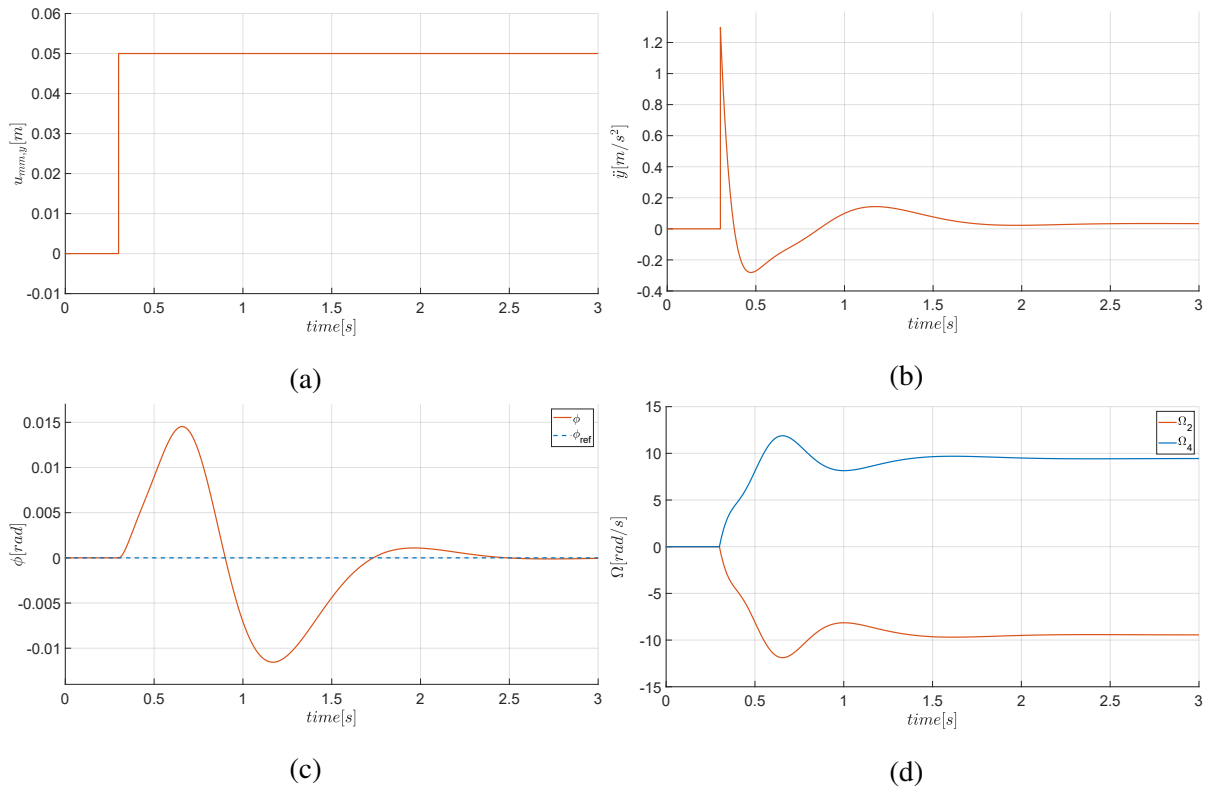 0.06
0.05
0.04
0.03
0.02
0.01
0
-0.01
u_{mm,y}[m]
0 0.5 1 1.5 2 2.5 3
time[s]
(a)
1.2
1
0.8
0.6
0.4
0.2
0
-0.2
-0.4
ÿ[m/s²]
0 0.5 1 1.5 2 2.5 3
time[s]
(b)
0.015
0.01
0.005
0
-0.005
-0.01
ϕ[rad]
ϕ
ϕ_{ref}
0 0.5 1 1.5 2 2.5 3
time[s]
(c)
15
10
5
0
-5
-10
-15
Ω[rad/s]
Ω₂
Ω₄
0 0.5 1 1.5 2 2.5 3
time[s]
(d)